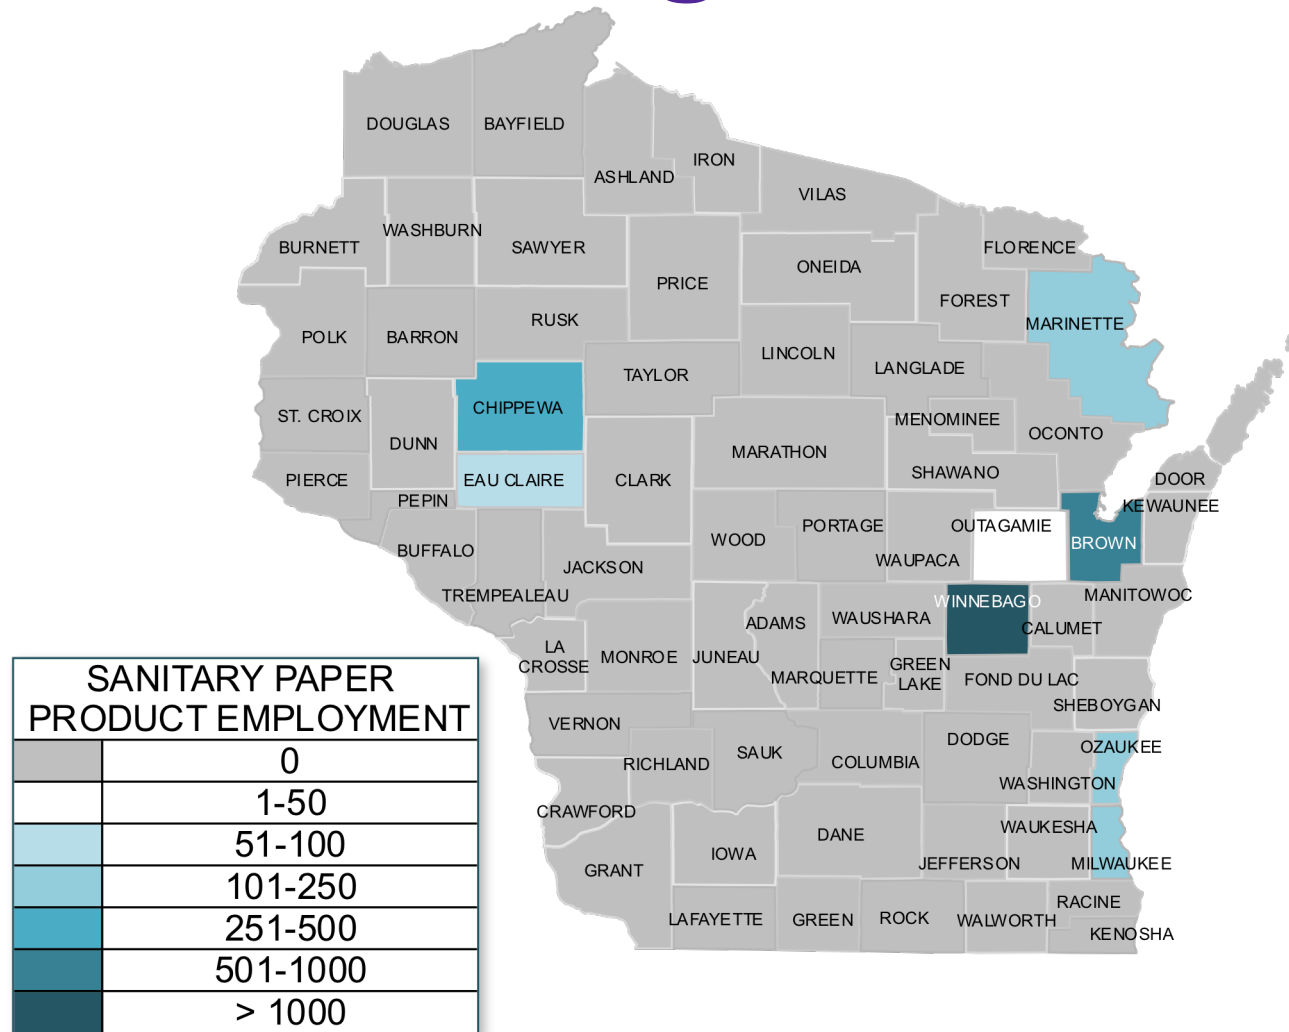 DOUGLAS
BAYFIELD
ASHLAND
IRON
VILAS
BURNETT
WASHBURN
SAWYER
FLORENCE
PRICE
ONEIDA
FOREST
POLK
BARRON
RUSK
MARINETTE
LINCOLN
LANGLADE
TAYLOR
CHIPPEWA
ST. CROIX
DUNN
MENOMINEE
OCONTO
MARATHON
SHAWANO
PIERCE
EAU CLAIRE
CLARK
DOOR
PEPIN
KEWAUNEE
WOOD
PORTAGE
OUTAGAMIE
BROWN
BUFFALO
WAUPACA
JACKSON
TREMPEALEAU
WINNEBAGO
MANITOWOC
ADAMS
WAUSHARA
CALUMET
LA
CROSSE
MONROE
JUNEAU
MARQUETTE
GREEN
LAKE
FOND DU LAC
SHEBOYGAN
VERNON
RICHLAND
SAUK
COLUMBIA
DODGE
OZAUKEE
WASHINGTON
CRAWFORD
DANE
WAUKESHA
GRANT
IOWA
JEFFERSON
MILWAUKEE
LAFAYETTE
GREEN
ROCK
WALWORTH
RACINE
KENOSHA
SANITARY PAPER
PRODUCT EMPLOYMENT
0
1-50
51-100
101-250
251-500
501-1000
> 1000